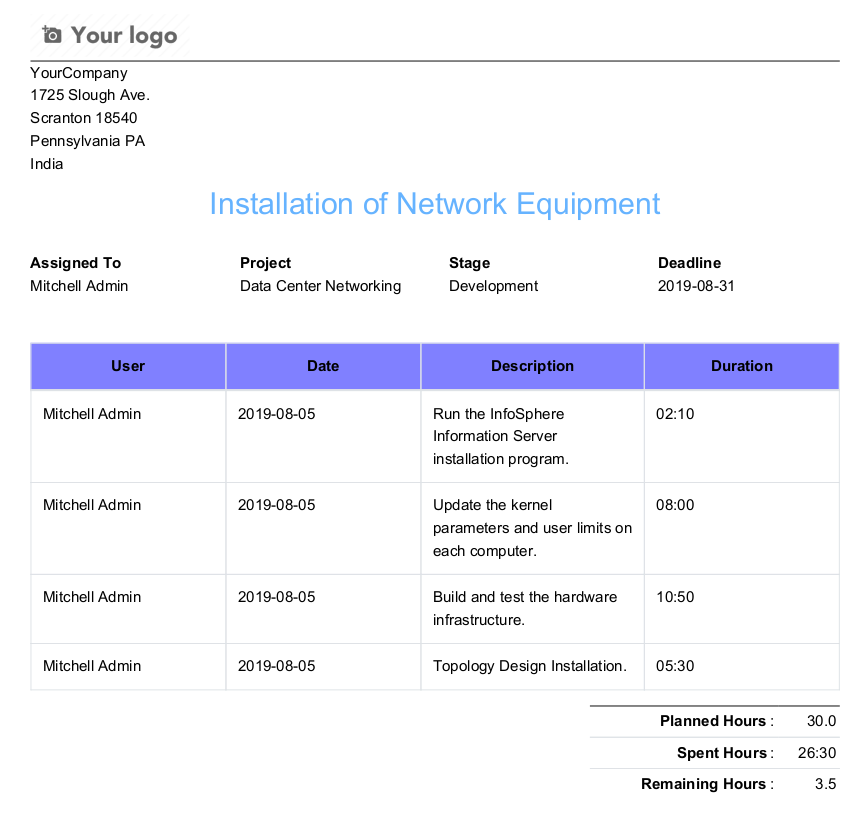 Your logo
YourCompany
1725 Slough Ave.
Scranton 18540
Pennsylvania PA
India
Installation of Network Equipment
Assigned To Project Stage Deadline
Mitchell Admin Data Center Networking Development 2019-08-31
User Date Description Duration
Mitchell Admin 2019-08-05 Run the InfoSphere 02:10
Information Server
installation program.
Mitchell Admin 2019-08-05 Update the kernel 08:00
parameters and user limits on
each computer.
Mitchell Admin 2019-08-05 Build and test the hardware 10:50
infrastructure.
Mitchell Admin 2019-08-05 Topology Design Installation. 05:30
Planned Hours : 30.0
Spent Hours : 26:30
Remaining Hours : 3.5